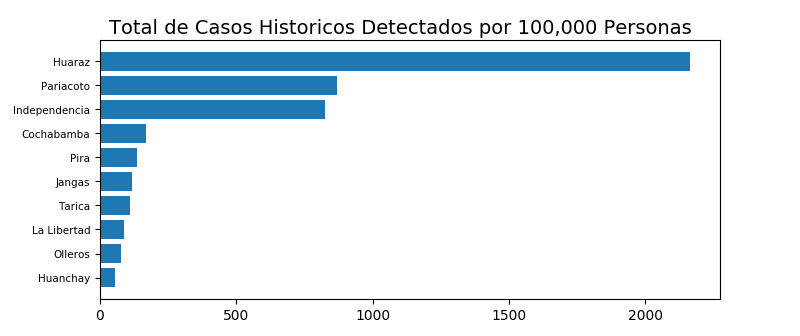 Total de Casos Historicos Detectados por 100,000 Personas
Huaraz
Pariacoto
Independencia
Cochabamba
Pira
Jangas
Tarica
La Libertad
Olleros
Huanchay
0 500 1000 1500 2000